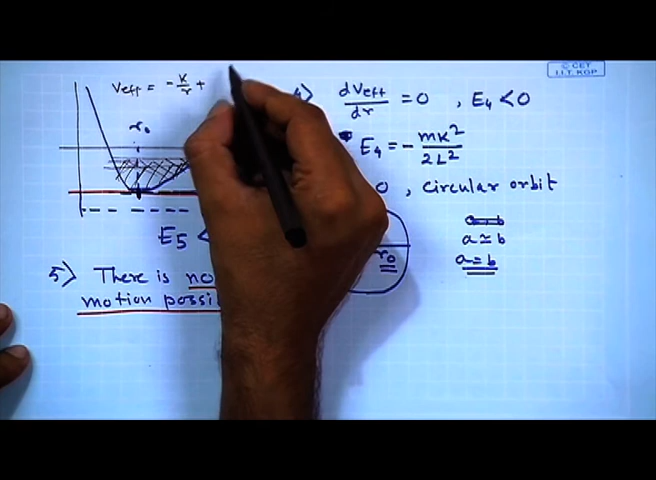 © CET
I.I.T. KGP
Veff = - K/r +
4) dVeff/dr = 0 , E4 < 0
r0
E4 = - mK²/2L²
0 , circular orbit
a ≃ b
a = b
E5 <
r0
5) There is no
motion possi